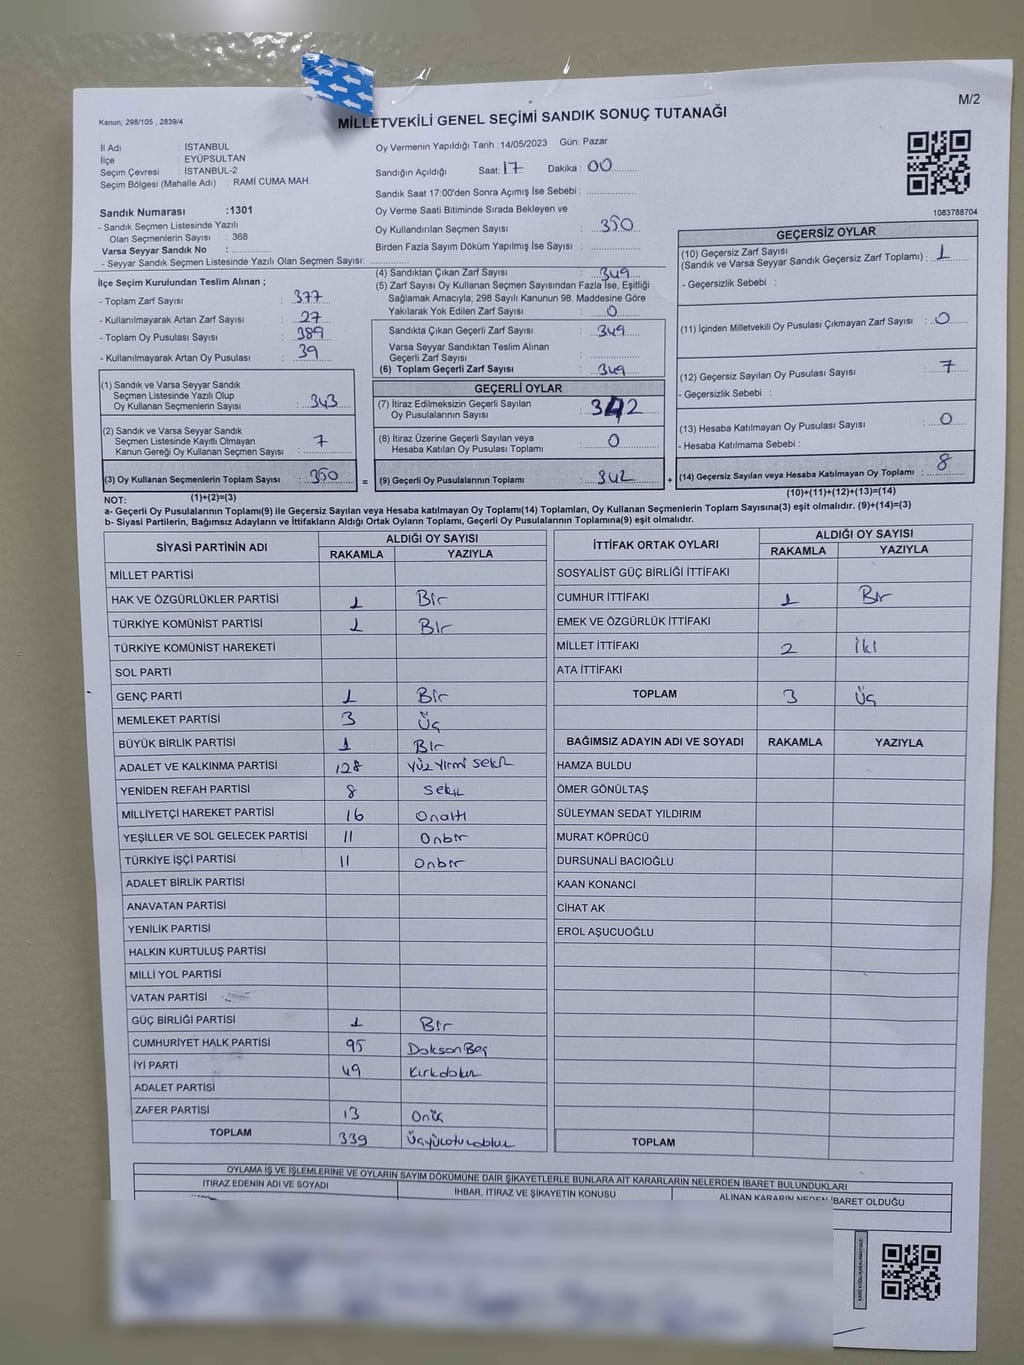 M/2
Kanun; 298/105 , 2839/4
MİLLETVEKİLİ GENEL SEÇİMİ SANDIK SONUÇ TUTANAĞI
İl Adı : İSTANBUL
İlçe : EYÜPSULTAN
Seçim Çevresi : İSTANBUL-2
Seçim Bölgesi (Mahalle Adı) : RAMİ CUMA MAH.
Sandık Numarası :1301
- Sandık Seçmen Listesinde Yazılı
Olan Seçmenlerin Sayısı : 368
Varsa Seyyar Sandık No : ..............
- Seyyar Sandık Seçmen Listesinde Yazılı Olan Seçmen Sayısı: ..............
İlçe Seçim Kurulundan Teslim Alınan ;
- Toplam Zarf Sayısı : 377
- Kullanılmayarak Artan Zarf Sayısı : 27
- Toplam Oy Pusulası Sayısı : 389
- Kullanılmayarak Artan Oy Pusulası : 39
(1) Sandık ve Varsa Seyyar Sandık
Seçmen Listesinde Yazılı Olup
Oy Kullanan Seçmenlerin Sayısı : 343
(2) Sandık ve Varsa Seyyar Sandık
Seçmen Listesinde Kayıtlı Olmayan
Kanun Gereği Oy Kullanan Seçmen Sayısı : 7
(3) Oy Kullanan Seçmenlerin Toplam Sayısı : 350
(1)+(2)=(3)
Oy Vermenin Yapıldığı Tarih :14/05/2023 Gün: Pazar
Sandığın Açıldığı Saat: 17 Dakika : 00
Sandık Saat 17:00'den Sonra Açımış İse Sebebi : ..............
Oy Verme Saati Bitiminde Sırada Bekleyen ve
Oy Kullandırılan Seçmen Sayısı : 350
Birden Fazla Sayım Döküm Yapılmış İse Sayısı : ..............
(4) Sandıktan Çıkan Zarf Sayısı : 349
(5) Zarf Sayısı Oy Kullanan Seçmen Sayısından Fazla İse, Eşitliği
Sağlamak Amacıyla; 298 Sayılı Kanunun 98. Maddesine Göre
Yakılarak Yok Edilen Zarf Sayısı : 0
Sandıkta Çıkan Geçerli Zarf Sayısı : 349
Varsa Seyyar Sandıktan Teslim Alınan
Geçerli Zarf Sayısı : ..............
(6) Toplam Geçerli Zarf Sayısı : 349
GEÇERLİ OYLAR
(7) İtiraz Edilmeksizin Geçerli Sayılan
Oy Pusulalarının Sayısı : 342
(8) İtiraz Üzerine Geçerli Sayılan veya
Hesaba Katılan Oy Pusulası Toplamı : 0
= (9) Geçerli Oy Pusulalarının Toplamı : 342 +
1083788704
GEÇERSİZ OYLAR
(10) Geçersiz Zarf Sayısı
(Sandık ve Varsa Seyyar Sandık Geçersiz Zarf Toplamı) : 1
- Geçersizlik Sebebi :
(11) İçinden Milletvekili Oy Pusulası Çıkmayan Zarf Sayısı : 0
(12) Geçersiz Sayılan Oy Pusulası Sayısı : 7
- Geçersizlik Sebebi :
(13) Hesaba Katılmayan Oy Pusulası Sayısı : 0
- Hesaba Katılmama Sebebi :
(14) Geçersiz Sayılan veya Hesaba Katılmayan Oy Toplamı : 8
(10)+(11)+(12)+(13)=(14)
NOT:
a- Geçerli Oy Pusulalarının Toplamı(9) ile Geçersiz Sayılan veya Hesaba katılmayan Oy Toplamı(14) Toplamları, Oy Kullanan Seçmenlerin Toplam Sayısına(3) eşit olmalıdır. (9)+(14)=(3)
b- Siyasi Partilerin, Bağımsız Adayların ve İttifakların Aldığı Ortak Oyların Toplamı, Geçerli Oy Pusulalarının Toplamına(9) eşit olmalıdır.
SİYASİ PARTİNİN ADI ALDIĞI OY SAYISI
RAKAMLA YAZIYLA
MİLLET PARTİSİ
HAK VE ÖZGÜRLÜKLER PARTİSİ 1 Bir
TÜRKİYE KOMÜNİST PARTİSİ 1 Bir
TÜRKİYE KOMÜNİST HAREKETİ
SOL PARTİ
GENÇ PARTİ 1 Bir
MEMLEKET PARTİSİ 3 Üç
BÜYÜK BİRLİK PARTİSİ 1 Bir
ADALET VE KALKINMA PARTİSİ 128 Yüz Yirmi Sekiz
YENİDEN REFAH PARTİSİ 8 Sekiz
MİLLİYETÇİ HAREKET PARTİSİ 16 Onaltı
YEŞİLLER VE SOL GELECEK PARTİSİ 11 Onbir
TÜRKİYE İŞÇİ PARTİSİ 11 Onbir
ADALET BİRLİK PARTİSİ
ANAVATAN PARTİSİ
YENİLİK PARTİSİ
HALKIN KURTULUŞ PARTİSİ
MİLLİ YOL PARTİSİ
VATAN PARTİSİ
GÜÇ BİRLİĞİ PARTİSİ 1 Bir
CUMHURİYET HALK PARTİSİ 95 Doksan Beş
İYİ PARTİ 49 Kırkdokuz
ADALET PARTİSİ
ZAFER PARTİSİ 13 Onüç
TOPLAM 339 Üçyüzotuzdokuz
İTTİFAK ORTAK OYLARI ALDIĞI OY SAYISI
RAKAMLA YAZIYLA
SOSYALİST GÜÇ BİRLİĞİ İTTİFAKI
CUMHUR İTTİFAKI 1 Bir
EMEK VE ÖZGÜRLÜK İTTİFAKI
MİLLET İTTİFAKI 2 İki
ATA İTTİFAKI
TOPLAM 3 Üç
BAĞIMSIZ ADAYIN ADI VE SOYADI RAKAMLA YAZIYLA
HAMZA BULDU
ÖMER GÖNÜLTAŞ
SÜLEYMAN SEDAT YILDIRIM
MURAT KÖPRÜCÜ
DURSUNALİ BACIOĞLU
KAAN KONANCİ
CİHAT AK
EROL AŞUCUOĞLU
TOPLAM
OYLAMA İŞ VE İŞLEMLERİNE VE OYLARIN SAYIM DÖKÜMÜNE DAİR ŞİKAYETLERLE BUNLARA AİT KARARLARIN NELERDEN İBARET BULUNDUKLARI
İTİRAZ EDENİN ADI VE SOYADI İHBAR, İTİRAZ VE ŞİKAYETİN KONUSU ALINAN KARARIN NEDEN İBARET OLDUĞU